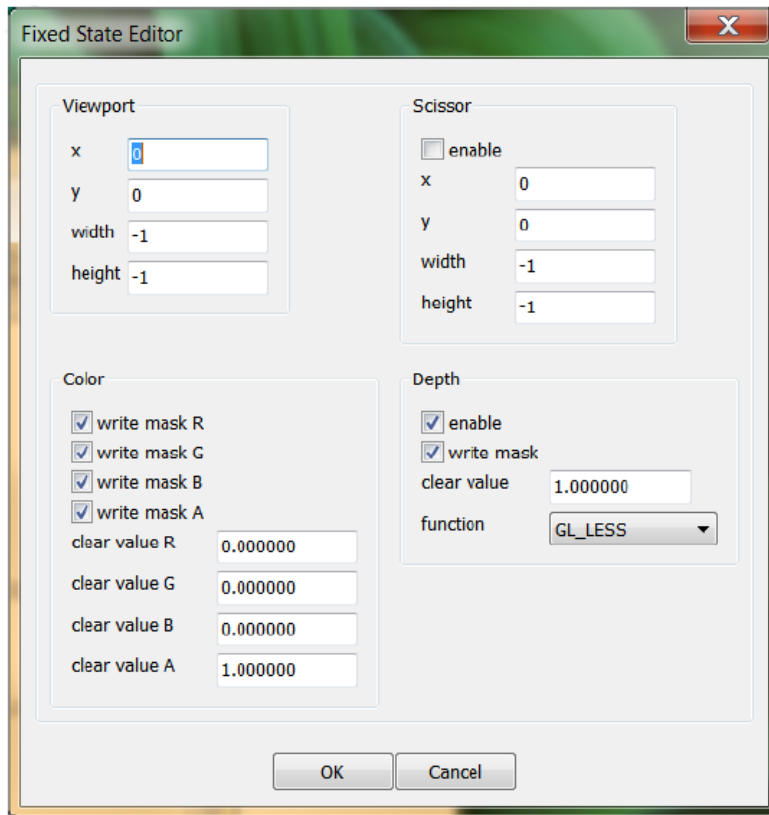 Fixed State Editor
X
Viewport
x 0
y 0
width -1
height -1
Scissor
enable
x 0
y 0
width -1
height -1
Color
write mask R
write mask G
write mask B
write mask A
clear value R 0.000000
clear value G 0.000000
clear value B 0.000000
clear value A 1.000000
Depth
enable
write mask
clear value 1.000000
function GL_LESS
OK Cancel